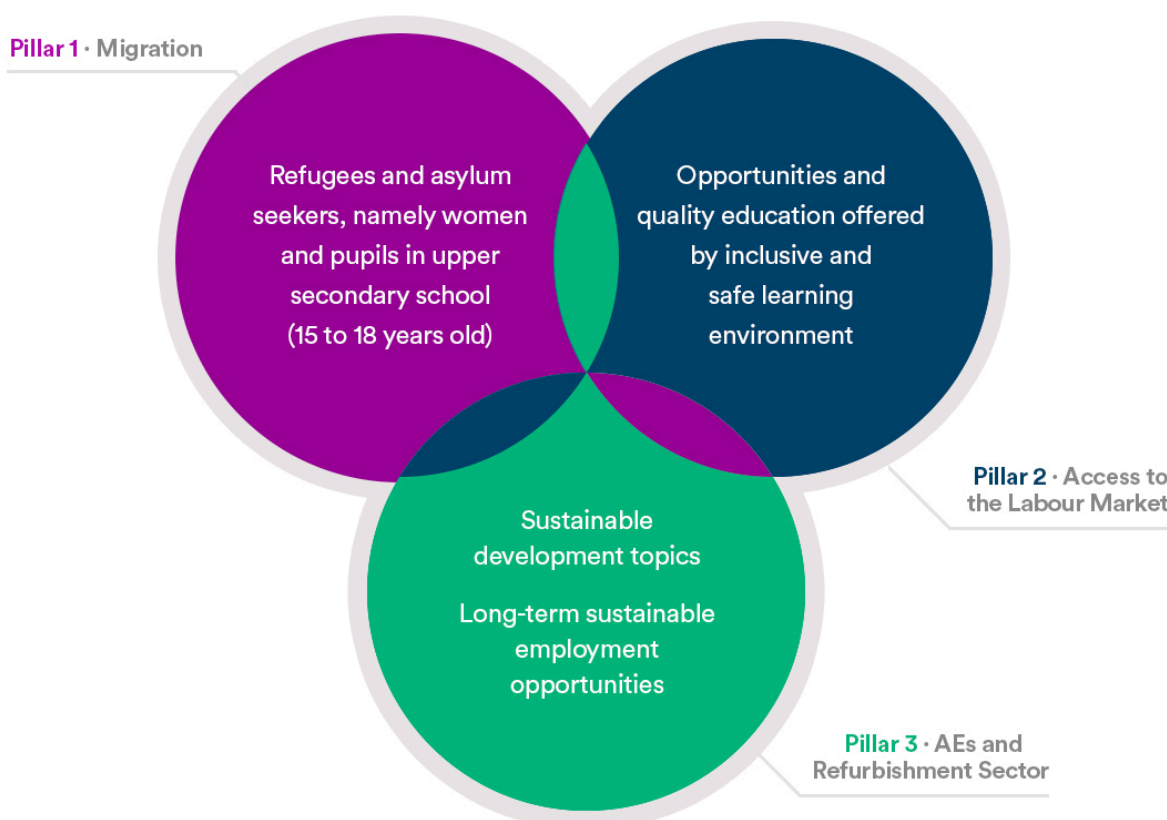 Pillar 1 · Migration
Refugees and asylum
seekers, namely women
and pupils in upper
secondary school
(15 to 18 years old)
Opportunities and
quality education offered
by inclusive and
safe learning
environment
Pillar 2 · Access to
the Labour Market
Sustainable
development topics
Long-term sustainable
employment
opportunities
Pillar 3 · AEs and
Refurbishment Sector